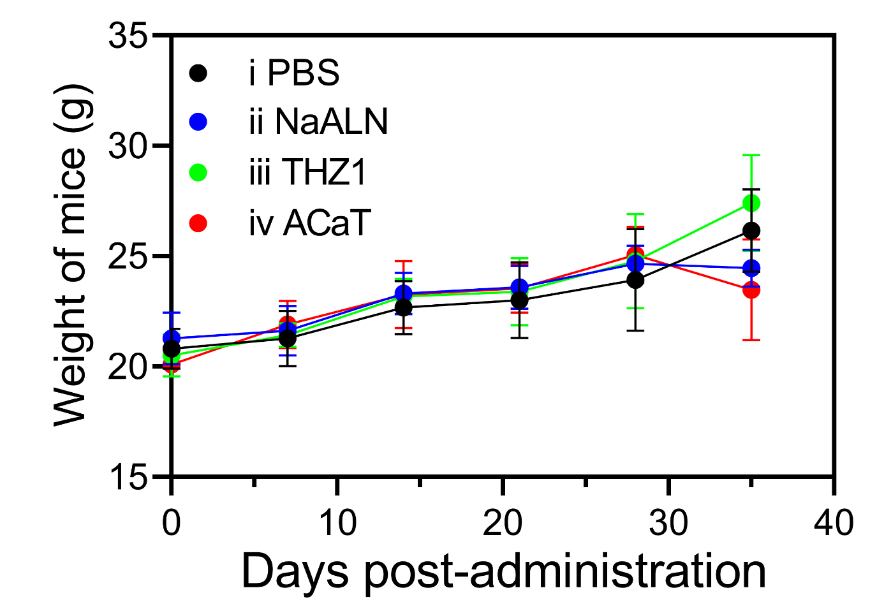 35
30
25
20
15
Weight of mice (g)
i PBS
ii NaALN
iii THZ1
iv ACaT
0 10 20 30 40
Days post-administration